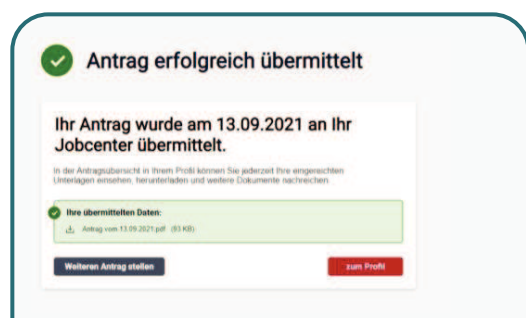 Antrag erfolgreich übermittelt
Ihr Antrag wurde am 13.09.2021 an Ihr
Jobcenter übermittelt.
In der Antragsübersicht in Ihrem Profil können Sie jederzeit Ihre eingereichten
Unterlagen einsehen, herunterladen und weitere Dokumente nachreichen
Ihre übermittelten Daten:
Antrag vom 13.09.2021.pdf (93 KB)
Weiteren Antrag stellen
zum Profil